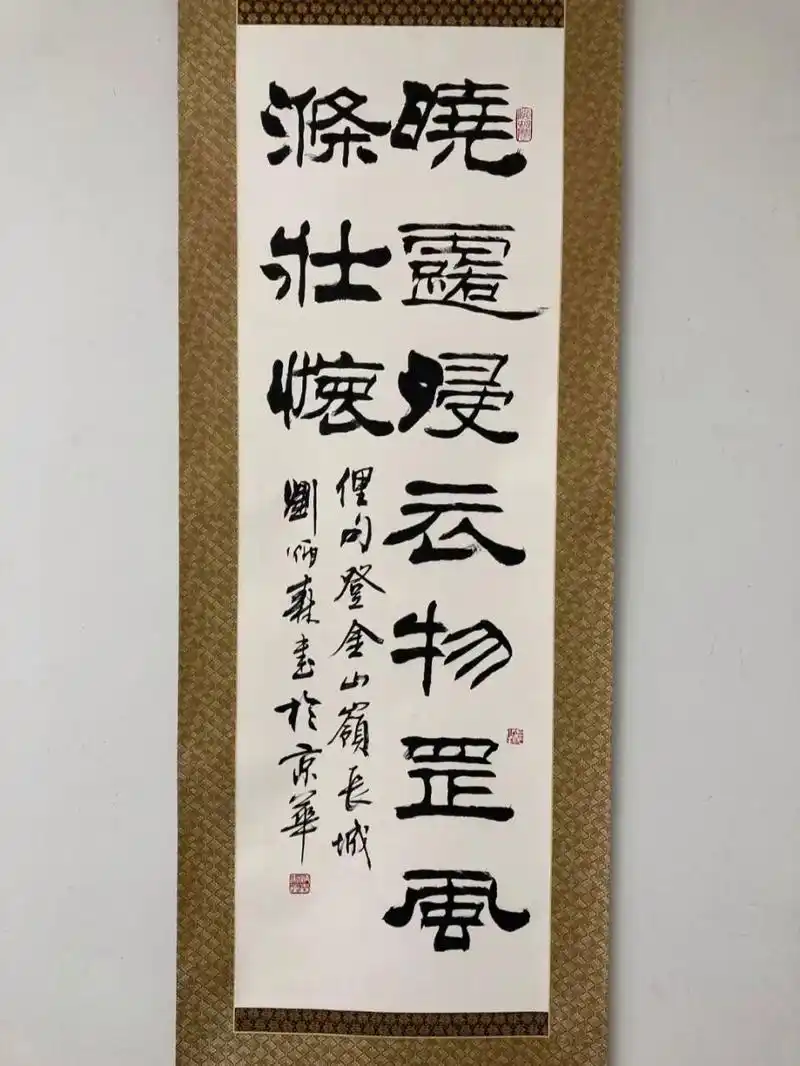 曉露浸云物罡風
滌壯懷
俚句登金山嶺長城
劉炳森書於京華